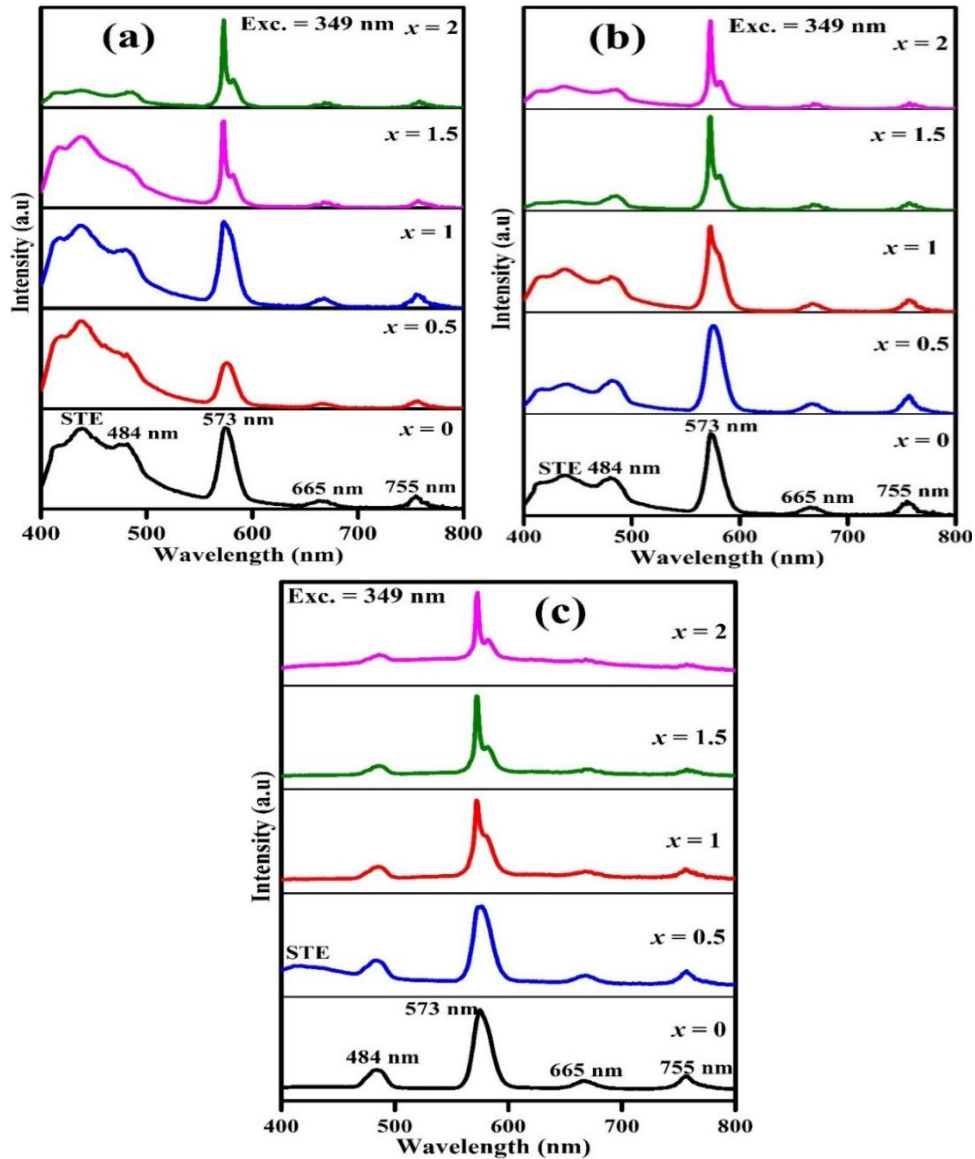 (a)
Exc. = 349 nm
x = 2
x = 1.5
x = 1
x = 0.5
x = 0
STE
484 nm
573 nm
665 nm
755 nm
400 500 600 700 800
Wavelength (nm)
Intensity (a.u)
(b)
Exc. = 349 nm
x = 2
x = 1.5
x = 1
x = 0.5
x = 0
STE 484 nm
573 nm
665 nm
755 nm
400 500 600 700 800
Wavelength (nm)
Intensity (a.u)
Exc. = 349 nm
(c)
x = 2
x = 1.5
x = 1
x = 0.5
STE
x = 0
573 nm
484 nm
665 nm
755 nm
400 500 600 700 800
Wavelength (nm)
Intensity (a.u)